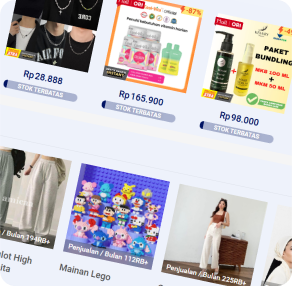 -87%
Mall ORI
Penuhi kebutuhan vitamin harian
INSTANT
Mall ORI
PAKET
BUNDLING
MKB 100 ML
+
MKM 50 ML
Rp28.888
STOK TERBATAS
Rp165.900
STOK TERBATAS
Rp98.000
STOK TERBATAS
/ Bulan 194RB+
Penjualan / Bulan 112RB+
Penjualan / Bulan 225RB+
lot High
ita
Mainan Lego